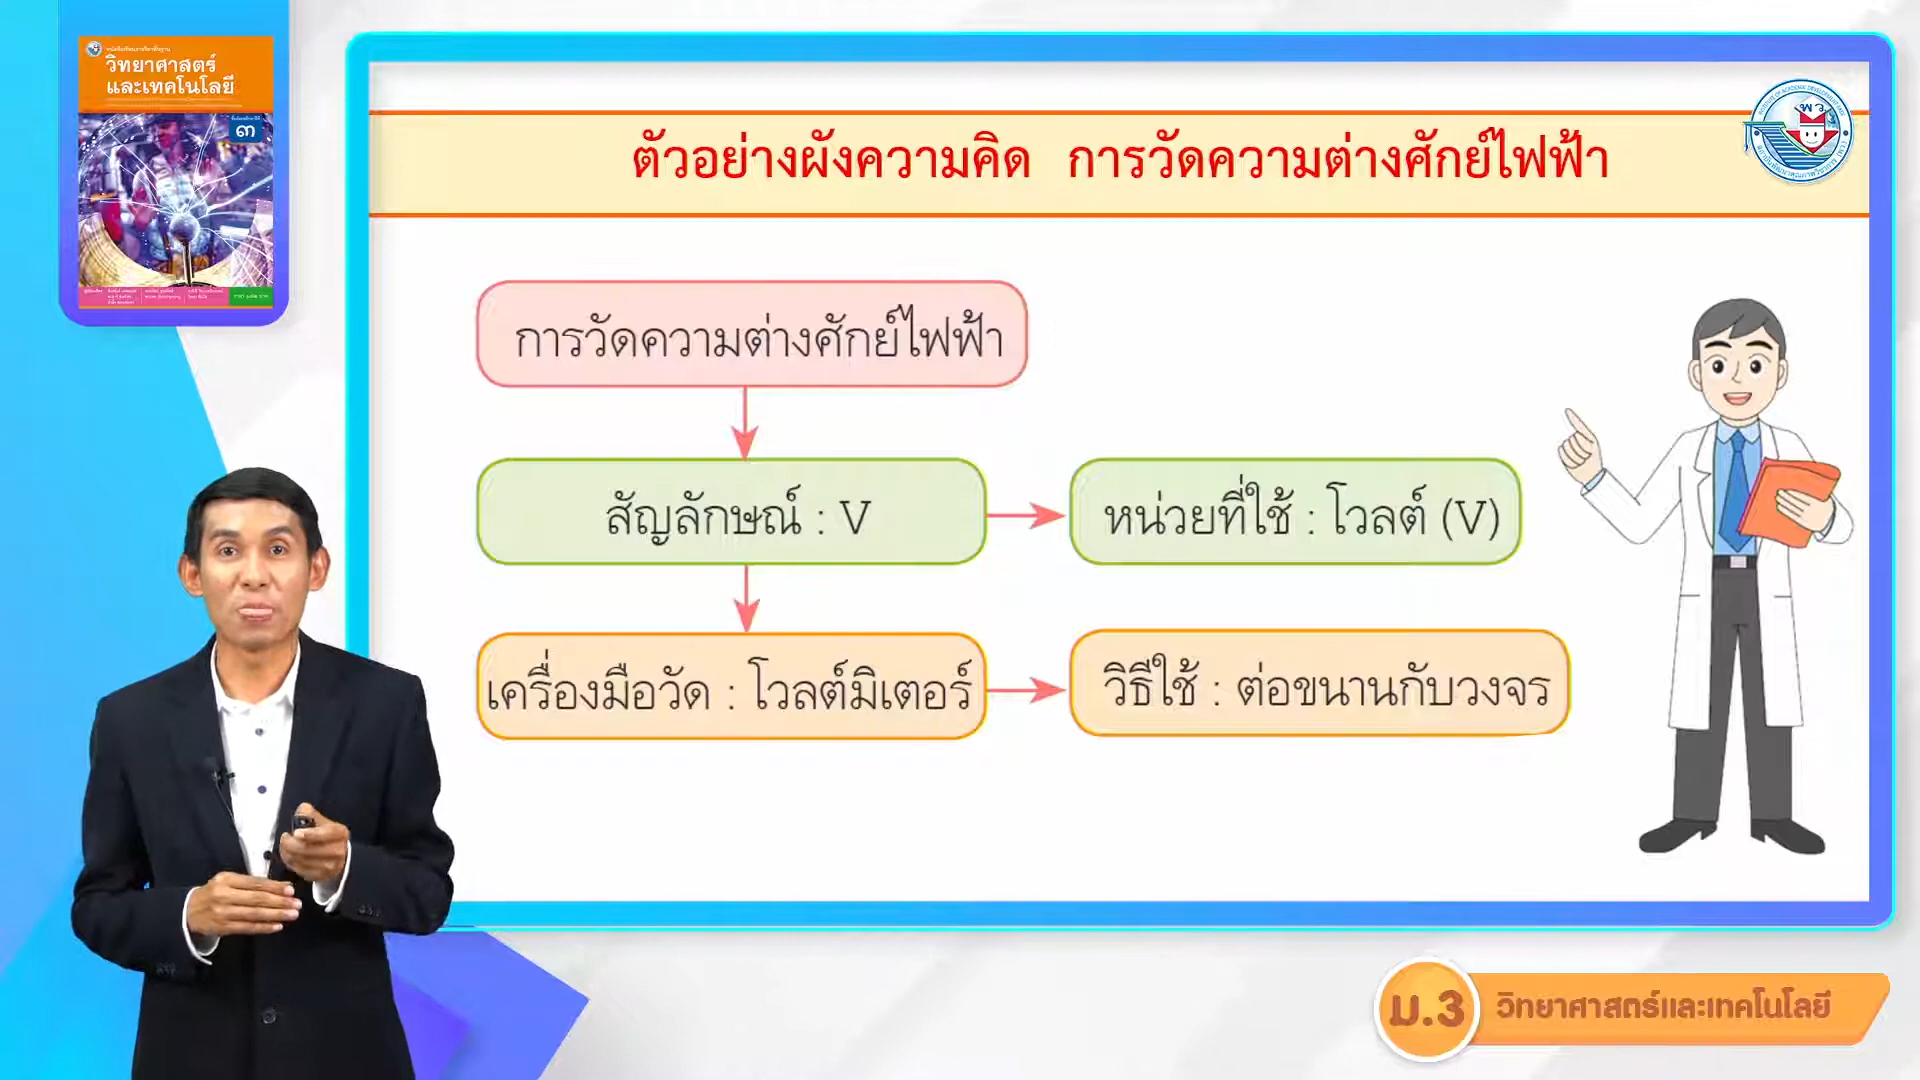 วิทยาศาสตร์
และเทคโนโลยี
๓
ตัวอย่างผังความคิด การวัดความต่างศักย์ไฟฟ้า
พว
การวัดความต่างศักย์ไฟฟ้า
สัญลักษณ์ : V
หน่วยที่ใช้ : โวลต์ (V)
เครื่องมือวัด : โวลต์มิเตอร์
วิธีใช้ : ต่อขนานกับวงจร
ม.3
วิทยาศาสตร์และเทคโนโลยี